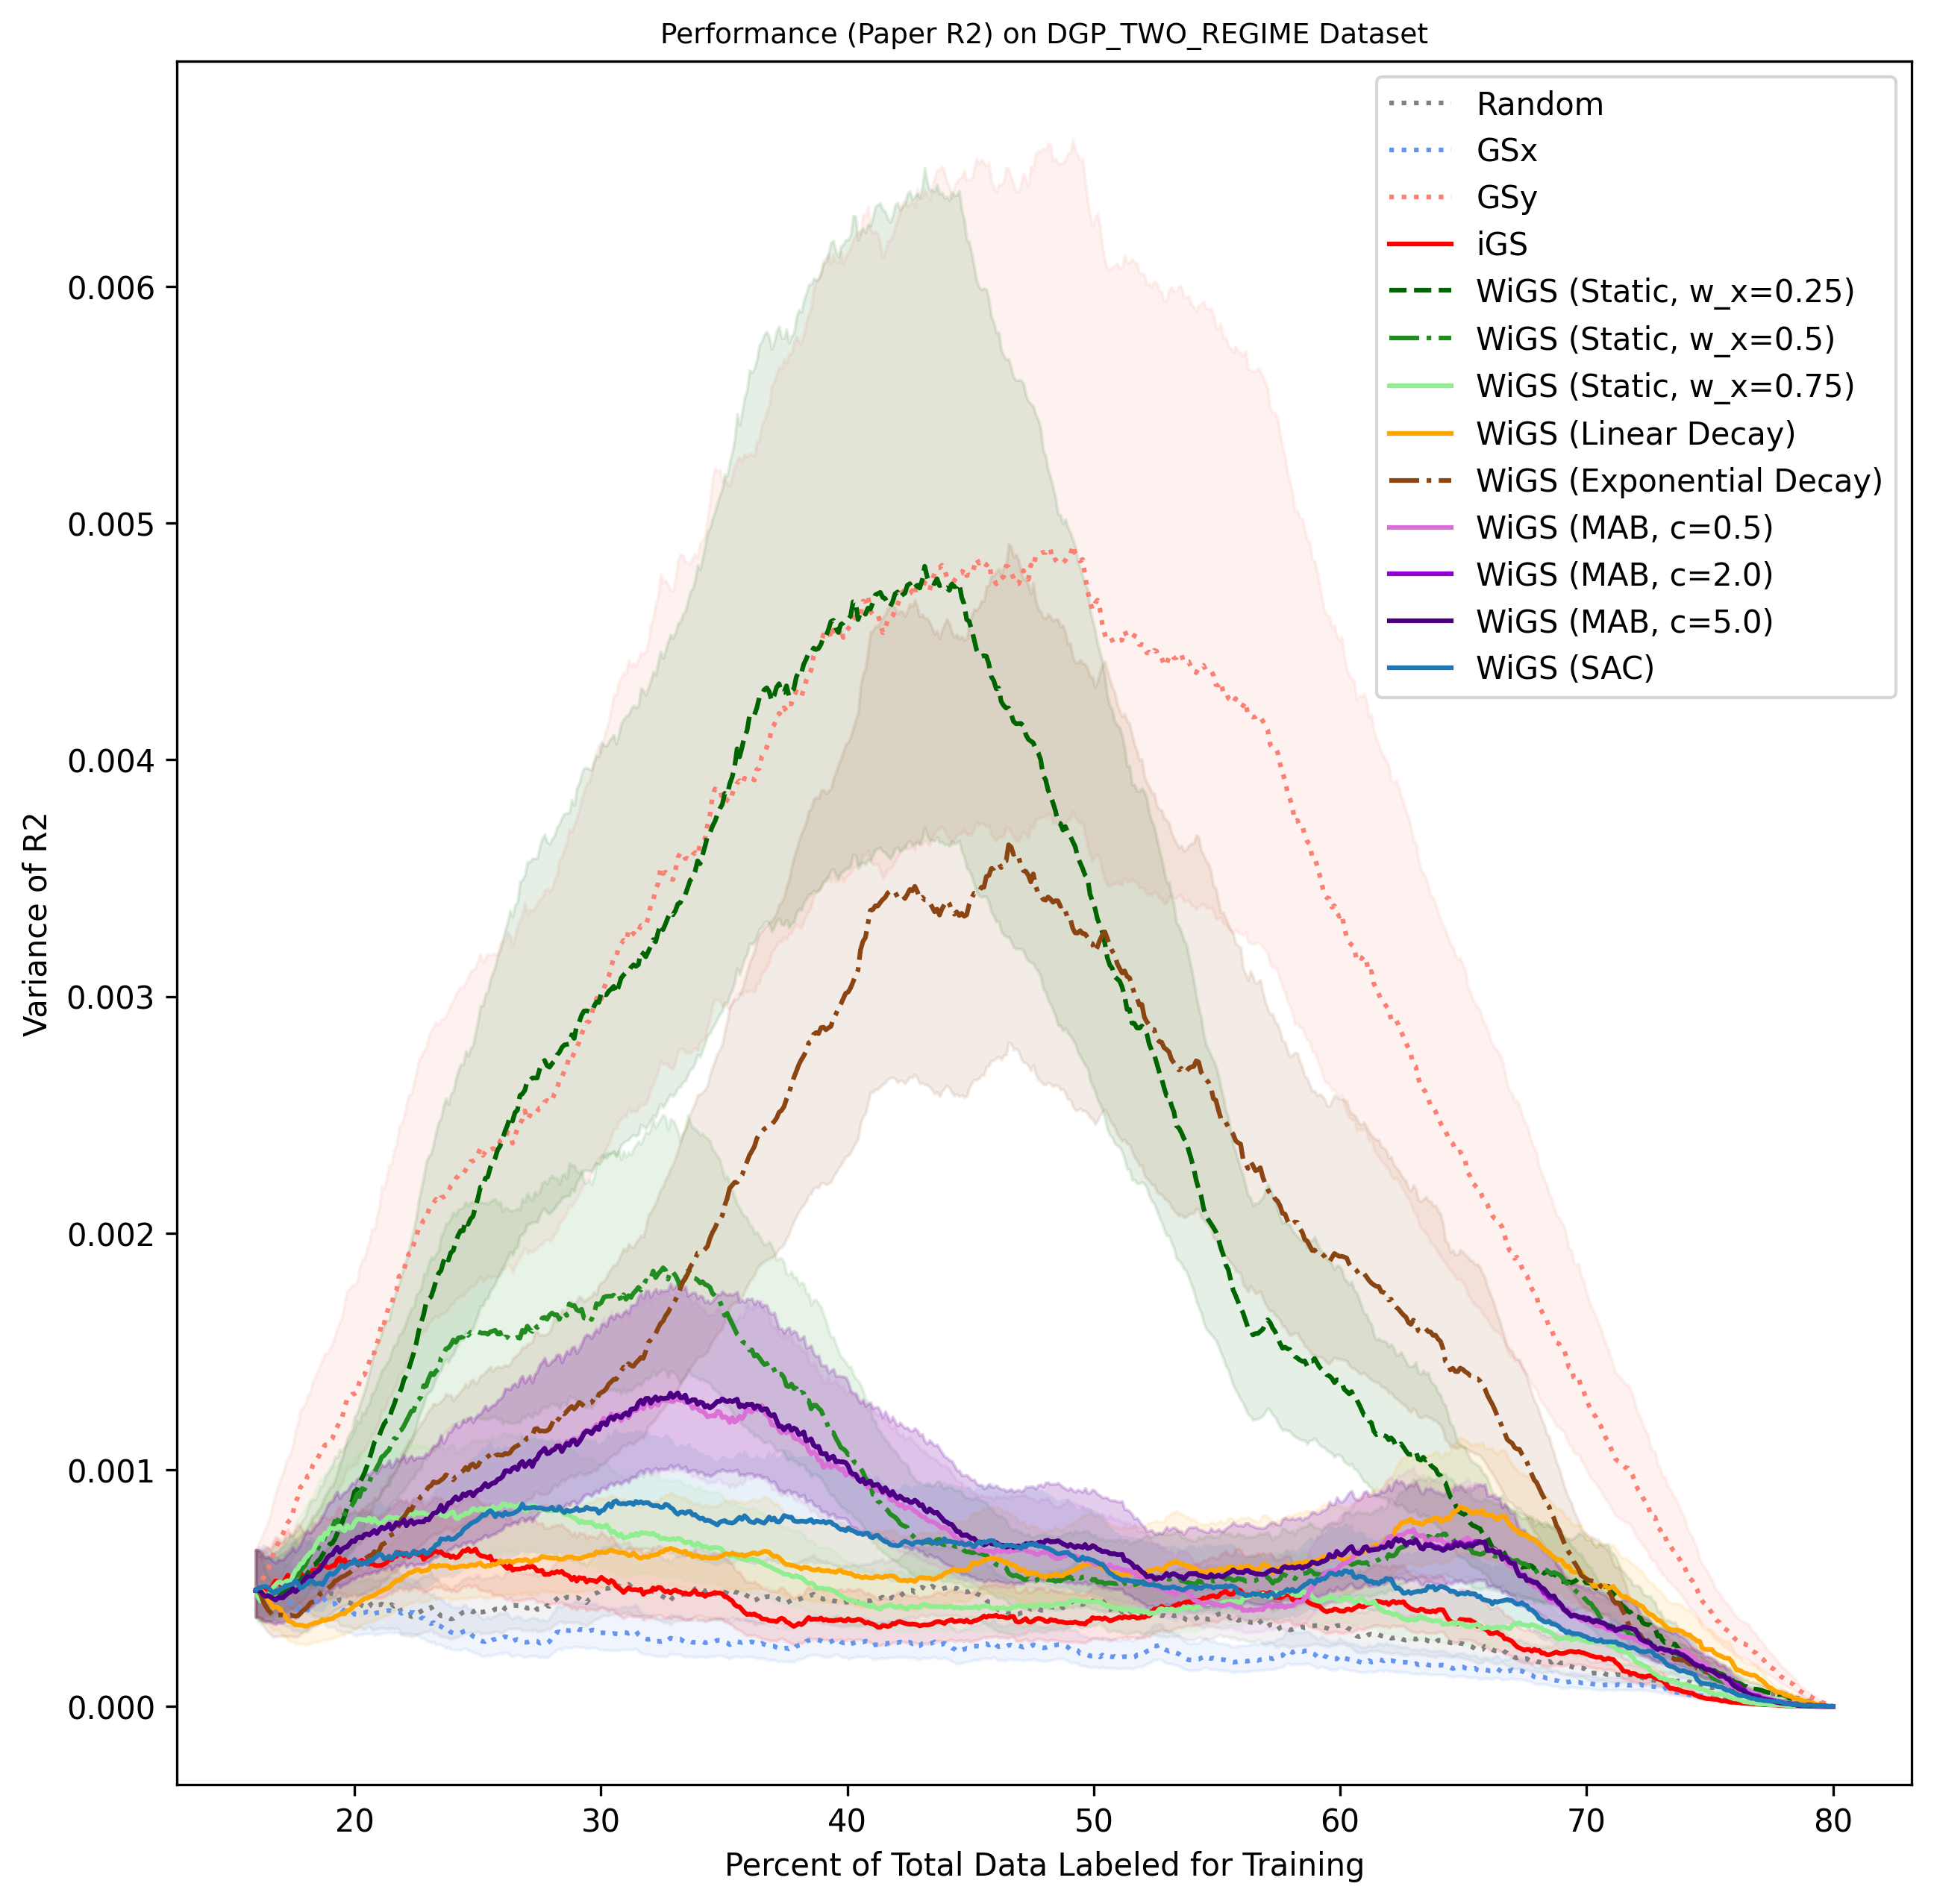 Performance (Paper R2) on DGP_TWO_REGIME Dataset
Random
GSx
GSy
iGS
WiGS (Static, w_x=0.25)
WiGS (Static, w_x=0.5)
WiGS (Static, w_x=0.75)
WiGS (Linear Decay)
WiGS (Exponential Decay)
WiGS (MAB, c=0.5)
WiGS (MAB, c=2.0)
WiGS (MAB, c=5.0)
WiGS (SAC)
Variance of R2
0.006
0.005
0.004
0.003
0.002
0.001
0.000
20 30 40 50 60 70 80
Percent of Total Data Labeled for Training